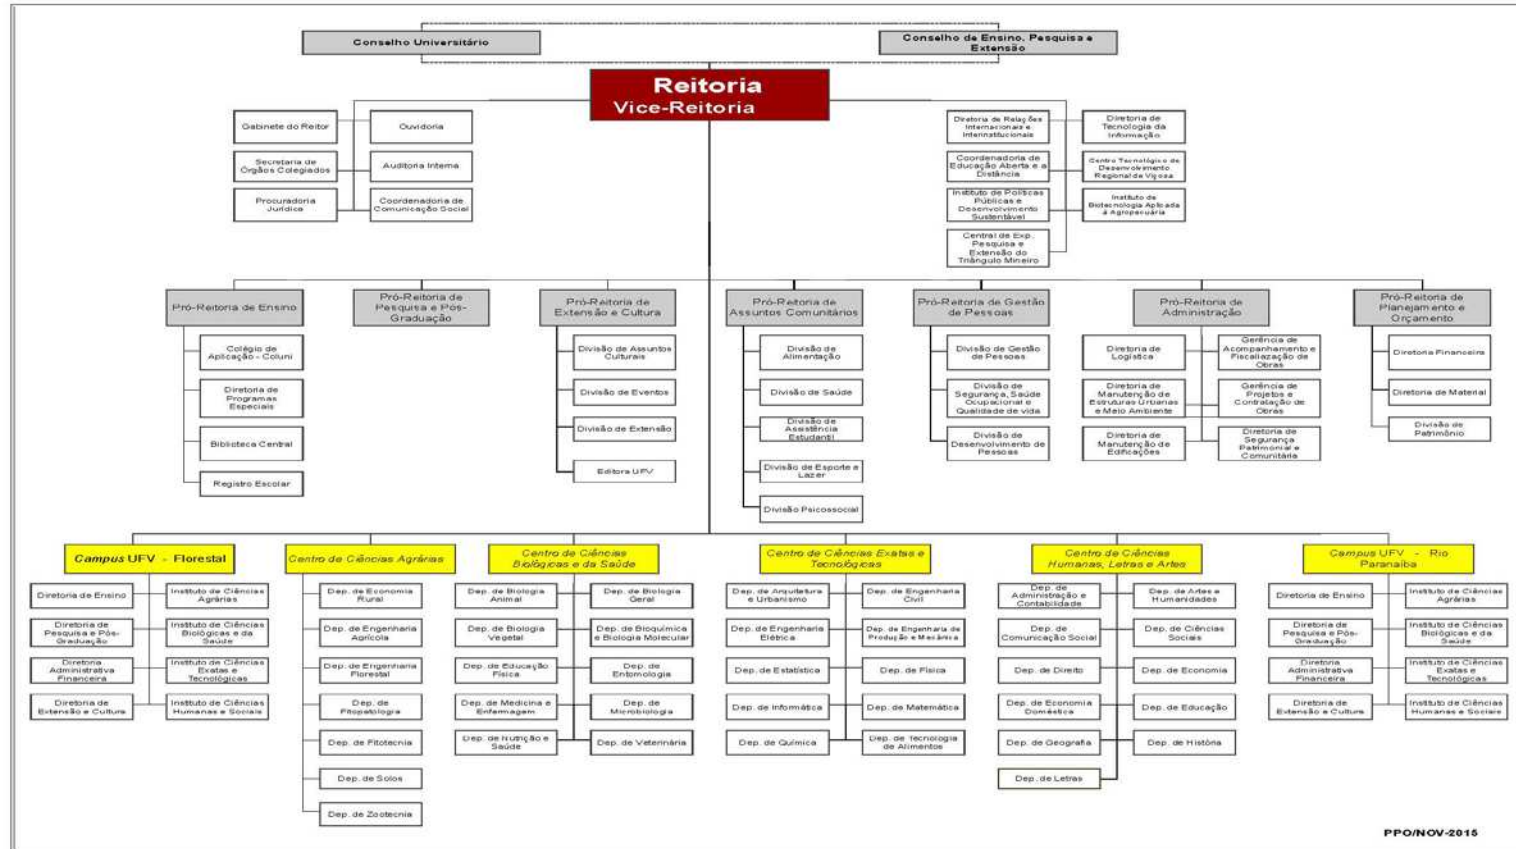 Conselho Universitário
Conselho de Ensino, Pesquisa e
Extensão
Reitoria
Vice-Reitoria
Gabinete do Reitor
Ouvidoria
Secretaria de
Órgãos Colegiados
Auditoria Interna
Procuradoria
Jurídica
Coordenadoria de
Comunicação Social
Diretoria de Relações
Internacionais e
Interinstitucionais
Diretoria de
Tecnologia da
Informação
Coordenadoria de
Educação Aberta e a
Distância
Centro Tecnológico de
Desenvolvimento
Regional de Viçosa
Instituto de Políticas
Públicas e
Desenvolvimento
Sustentável
Instituto de
Biotecnologia Aplicada
à Agropecuária
Central de Exp.
Pesquisa e
Extensão do
Triângulo Mineiro
Pró-Reitoria de Ensino
Colégio de
Aplicação - Coluni
Diretoria de
Programas
Especiais
Biblioteca Central
Registro Escolar
Pró-Reitoria de
Pesquisa e Pós-
Graduação
Pró-Reitoria de
Extensão e Cultura
Divisão de Assuntos
Culturais
Divisão de Eventos
Divisão de Extensão
Editora UFV
Pró-Reitoria de
Assuntos Comunitários
Divisão de
Alimentação
Divisão de Saúde
Divisão de
Assistência
Estudantil
Divisão de Esporte e
Lazer
Divisão Psicossocial
Pró-Reitoria de Gestão
de Pessoas
Divisão de Gestão
de Pessoas
Divisão de
Segurança, Saúde
Ocupacional e
Qualidade de vida
Divisão de
Desenvolvimento de
Pessoas
Pró-Reitoria de
Administração
Diretoria de
Logística
Gerência de
Acompanhamento e
Fiscaliazação de
Obras
Diretoria de
Manutenção de
Estruturas Urbanas
e Meio Ambiente
Gerência de
Projetos e
Contratação de
Obras
Diretoria de
Manutenção de
Edificações
Diretoria de
Segurança
Patrimonial e
Comunitária
Pró-Reitoria de
Planejamento e
Orçamento
Diretoria Financeira
Diretoria de Material
Divisão de
Patrimônio
Campus UFV - Florestal
Diretoria de Ensino
Instituto de Ciências
Agrárias
Diretoria de
Pesquisa e Pós-
Graduação
Instituto de Ciências
Biológicas e da
Saúde
Diretoria
Administrativa
Financeira
Instituto de Ciências
Exatas e
Tecnológicas
Diretoria de
Extensão e Cultura
Instituto de Ciências
Humanas e Sociais
Centro de Ciências Agrárias
Dep. de Economia
Rural
Dep. de Engenharia
Agrícola
Dep. de Engenharia
Florestal
Dep. de
Fitopatologia
Dep. de Fitotecnia
Dep. de Solos
Dep. de Zootecnia
Centro de Ciências
Biológicas e da Saúde
Dep. de Biologia
Animal
Dep. de Biologia
Geral
Dep. de Biologia
Vegetal
Dep. de Bioquímica
e Biologia Molecular
Dep. de Educação
Física
Dep. de
Entomologia
Dep. de Medicina e
Enfermagem
Dep. de
Microbiologia
Dep. de Nutrição e
Saúde
Dep. de Veterinária
Centro de Ciências Exatas e
Tecnológicas
Dep. de Arquitetura
e Urbanismo
Dep. de Engenharia
Civil
Dep. de Engenharia
Elétrica
Dep. de Engenharia de
Produção e Mecânica
Dep. de Estatística
Dep. de Física
Dep. de Informática
Dep. de Matemática
Dep. de Química
Dep. de Tecnologia
de Alimentos
Centro de Ciências
Humanas, Letras e Artes
Dep. de
Administração e
Contabilidade
Dep. de Artes e
Humanidades
Dep. de
Comunicação Social
Dep. de Ciências
Sociais
Dep. de Direito
Dep. de Economia
Dep. de Economia
Doméstica
Dep. de Educação
Dep. de Geografia
Dep. de História
Dep. de Letras
Campus UFV - Rio
Paranaíba
Diretoria de Ensino
Instituto de Ciências
Agrárias
Diretoria de
Pesquisa e Pós-
Graduação
Instituto de Ciências
Biológicas e da
Saúde
Diretoria
Administrativa
Financeira
Instituto de Ciências
Exatas e
Tecnológicas
Diretoria de
Extensão e Cultura
Instituto de Ciências
Humanas e Sociais
PPO/NOV-2015